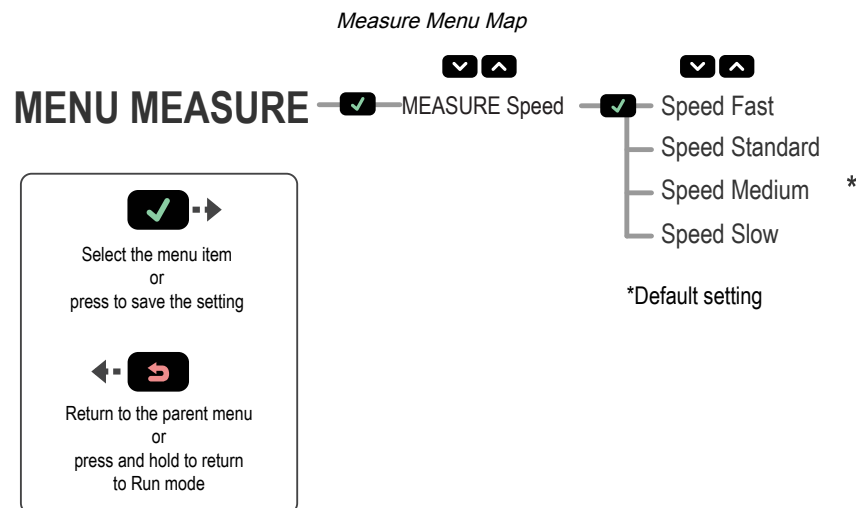 Measure Menu Map
MENU MEASURE
MEASURE Speed
Speed Fast
Speed Standard
Speed Medium *
Speed Slow
*Default setting
Select the menu item
or
press to save the setting
Return to the parent menu
or
press and hold to return
to Run mode